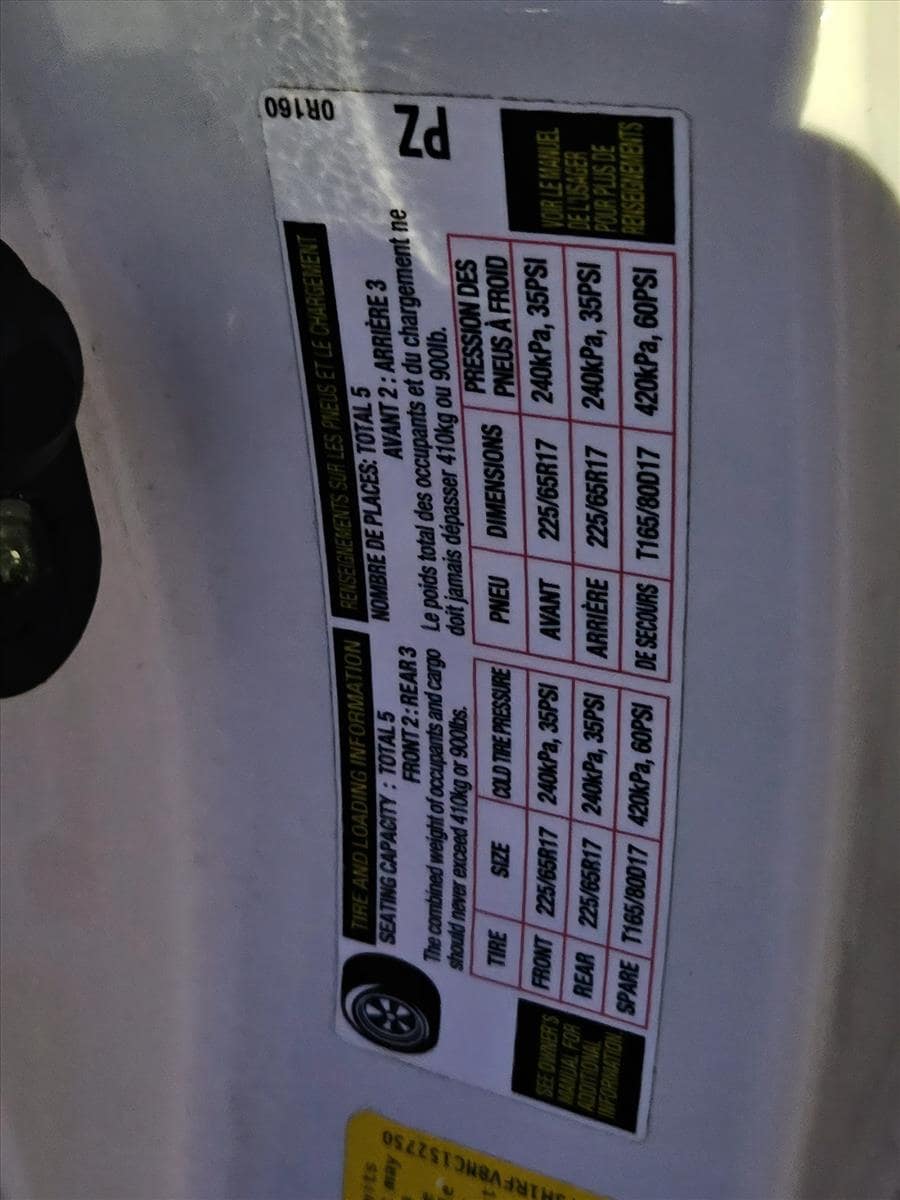 0R160
PZ
TIRE AND LOADING INFORMATION
SEATING CAPACITY : TOTAL 5
FRONT 2 : REAR 3
The combined weight of occupants and cargo
should never exceed 410kg or 900lbs.
TIRE SIZE COLD TIRE PRESSURE
FRONT 225/65R17 240kPa, 35PSI
REAR 225/65R17 240kPa, 35PSI
SPARE T165/80D17 420kPa, 60PSI
SEE OWNER'S
MANUAL FOR
ADDITIONAL
INFORMATION
RENSEIGNEMENTS SUR LES PNEUS ET LE CHARGEMENT
NOMBRE DE PLACES: TOTAL 5
AVANT 2 : ARRIÈRE 3
Le poids total des occupants et du chargement ne
doit jamais dépasser 410kg ou 900lb.
PNEU DIMENSIONS PRESSION DES
PNEUS À FROID
AVANT 225/65R17 240kPa, 35PSI
ARRIÈRE 225/65R17 240kPa, 35PSI
DE SECOURS T165/80D17 420kPa, 60PSI
VOIR LE MANUEL
DE L'USAGER
POUR PLUS DE
RENSEIGNEMENTS
may